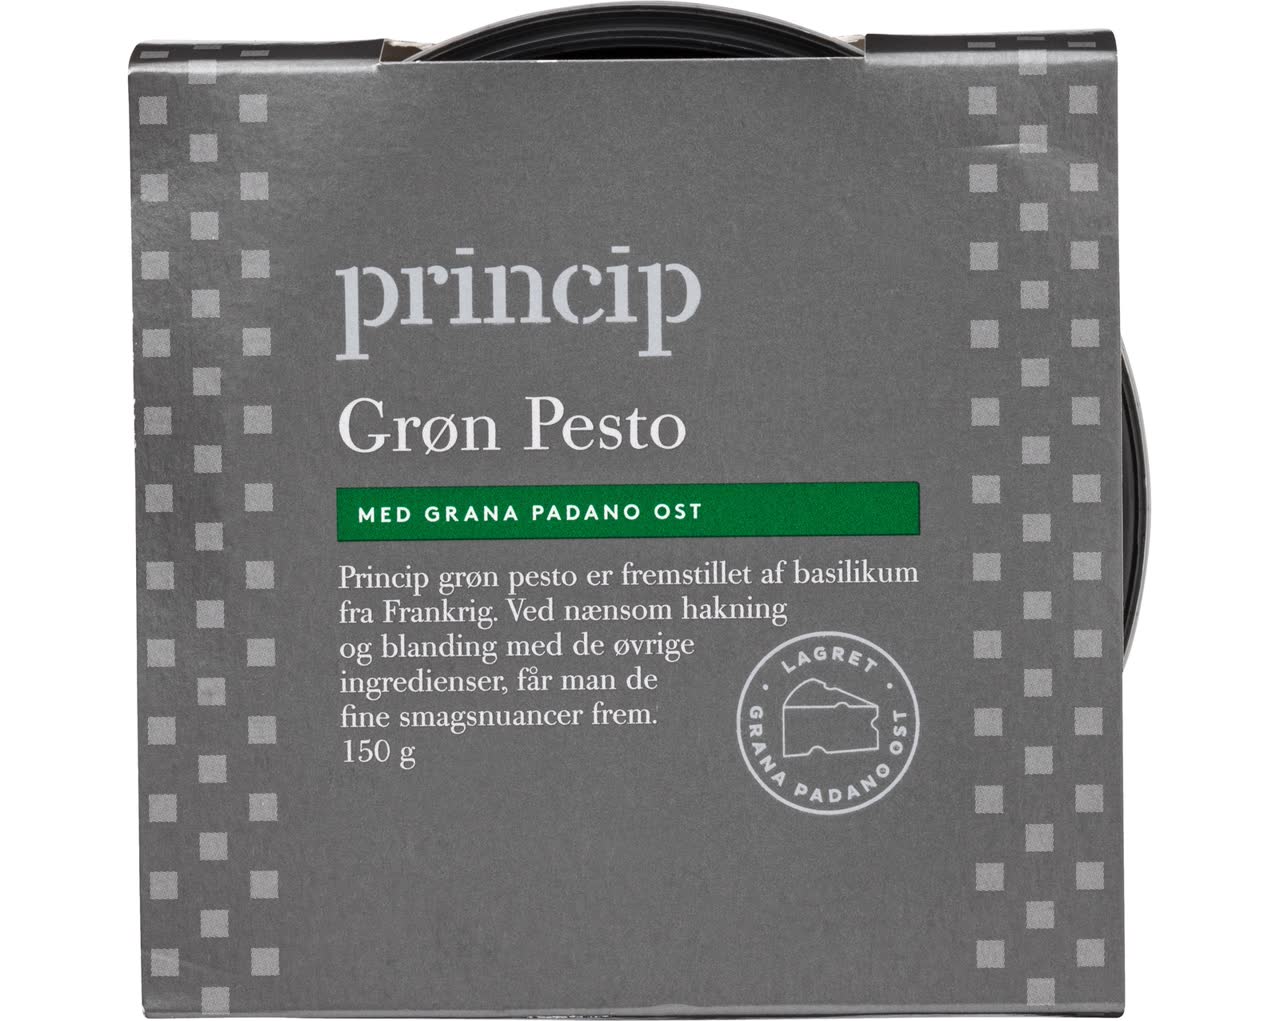 princip
Grøn Pesto
MED GRANA PADANO OST
Princip grøn pesto er fremstillet af basilikum
fra Frankrig. Ved nænsom hakning
og blanding med de øvrige
ingredienser, får man de
fine smagsnuancer frem.
150 g
LAGRET
GRANA PADANO OST